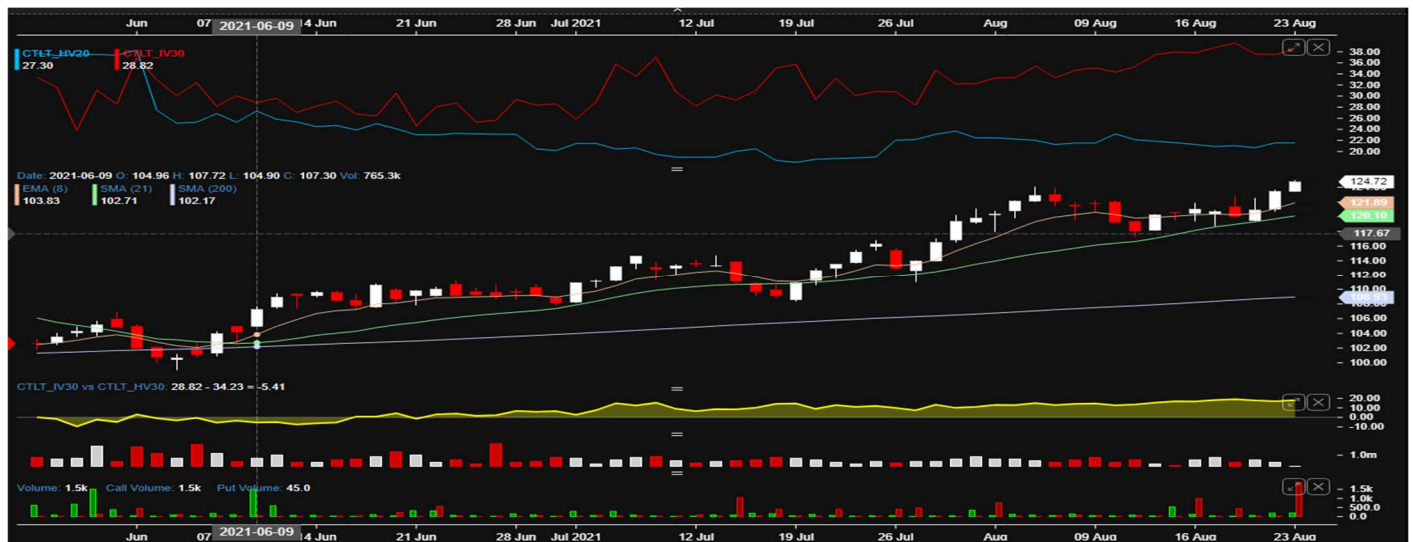 Jun 07 2021-06-09 14 Jun 21 Jun 28 Jun Jul 2021 12 Jul 19 Jul 26 Jul Aug 09 Aug 16 Aug 23 Aug
CTLT_HV20 CTLT_IV30
27.30 28.82
38.00
36.00
34.00
32.00
30.00
28.00
26.00
24.00
22.00
20.00
Date: 2021-06-09 O: 104.96 H: 107.72 L: 104.90 C: 107.30 Vol: 765.3k
EMA (8) SMA (21) SMA (200)
103.83 102.71 102.17
124.72
121.89
120.10
117.67
116.00
114.00
112.00
110.00
108.93
106.00
104.00
102.00
100.00
CTLT_IV30 vs CTLT_HV30: 28.82 - 34.23 = -5.41
20.00
10.00
0.00
-10.00
1.0m
Volume: 1.5k Call Volume: 1.5k Put Volume: 45.0
1.5k
1.0k
500.0
0.0
Jun 07 2021-06-09 14 Jun 21 Jun 28 Jun Jul 2021 12 Jul 19 Jul 26 Jul Aug 09 Aug 16 Aug 23 Aug